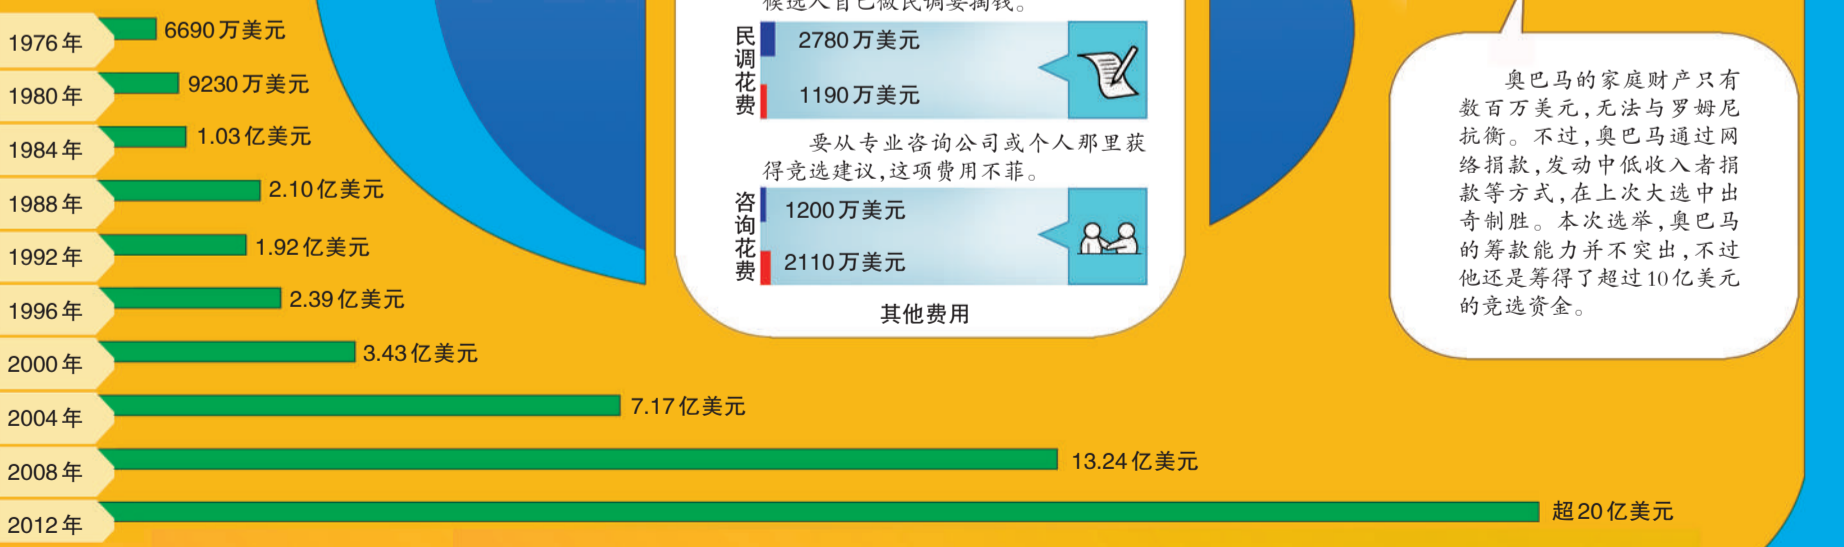 1976年
6690万美元
1980年
9230万美元
1984年
1.03亿美元
1988年
2.10亿美元
1992年
1.92亿美元
1996年
2.39亿美元
2000年
3.43亿美元
2004年
7.17亿美元
2008年
13.24亿美元
2012年
超20亿美元
候选人自己做民调要掏钱。
民调花费
2780万美元
1190万美元
要从专业咨询公司或个人那里获
得竞选建议,这项费用不菲。
咨询花费
1200万美元
2110万美元
其他费用
奥巴马的家庭财产只有
数百万美元,无法与罗姆尼
抗衡。不过,奥巴马通过网
络捐款,发动中低收入者捐
款等方式,在上次大选中出
奇制胜。本次选举,奥巴马
的筹款能力并不突出,不过
他还是筹得了超过10亿美元
的竞选资金。